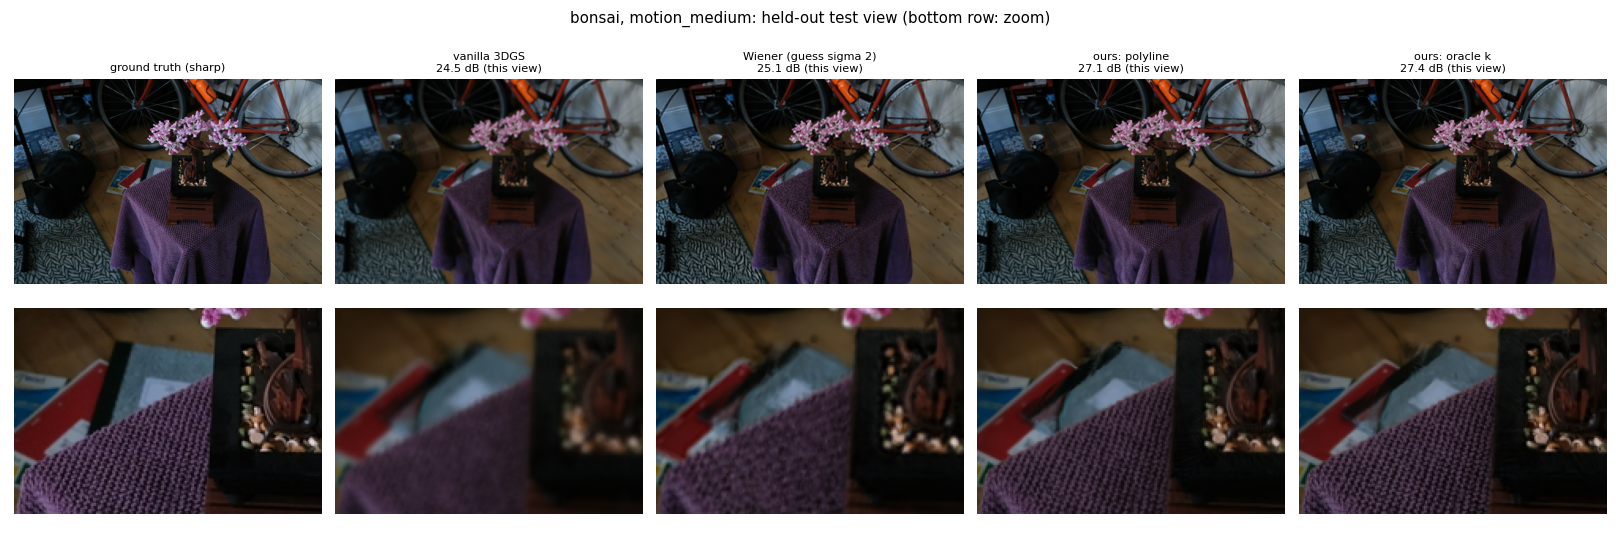 bonsai, motion_medium: held-out test view (bottom row: zoom)
ground truth (sharp)
vanilla 3DGS
24.5 dB (this view)
Wiener (guess sigma 2)
25.1 dB (this view)
ours: polyline
27.1 dB (this view)
ours: oracle k
27.4 dB (this view)